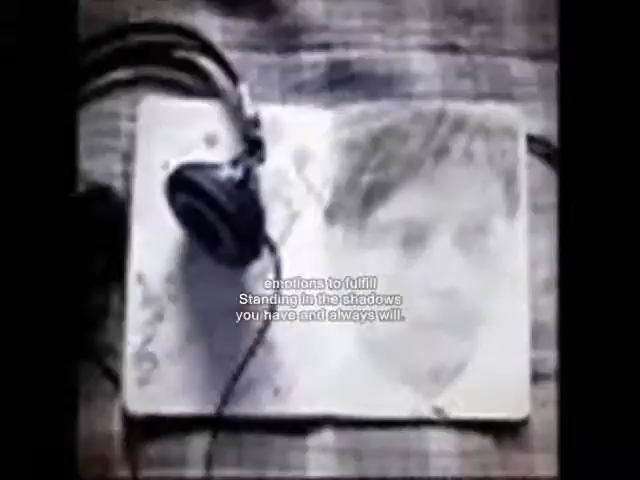 emotions to fulfill
Standing in the shadows
you have and always will.